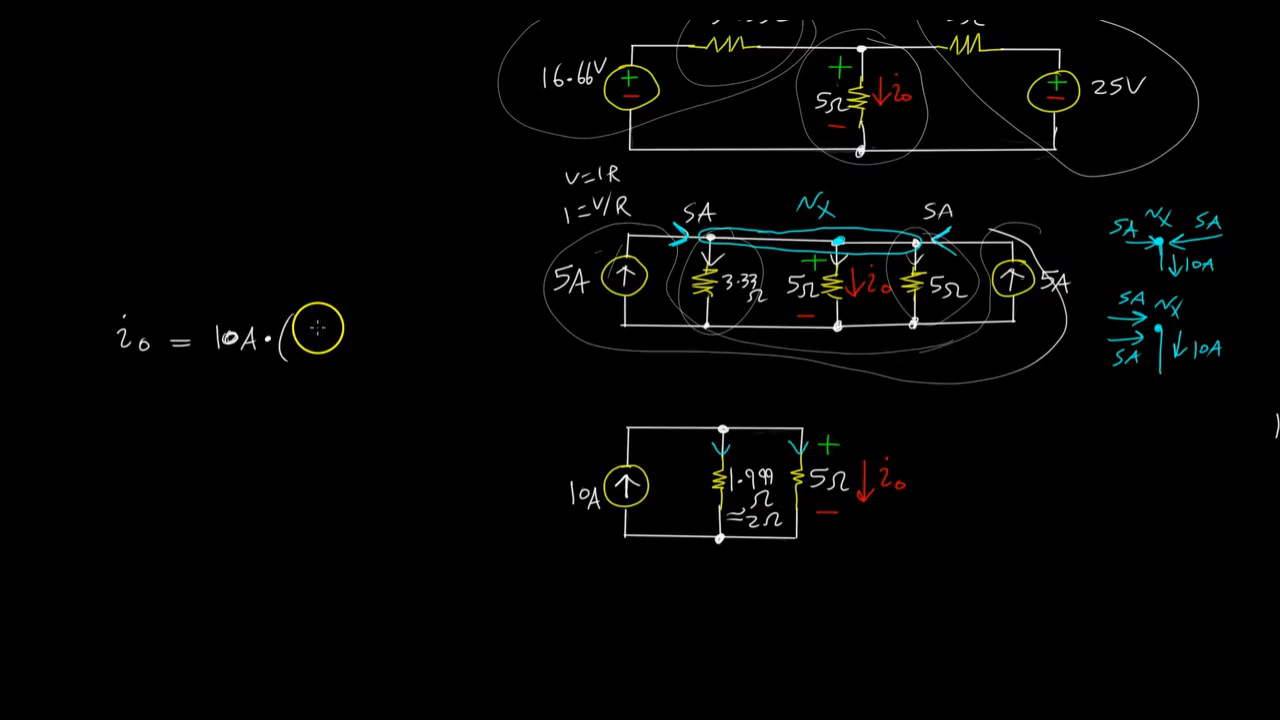 16.66V
5Ω
i₀
25V
V=IR
I=V/R
5A
Nx
5A
5A
3.33Ω
5Ω
i₀
5Ω
5A
5A Nx 5A
10A
5A Nx
5A
10A
i₀ = 10A·(
10A
1.999Ω
≈2Ω
5Ω
i₀